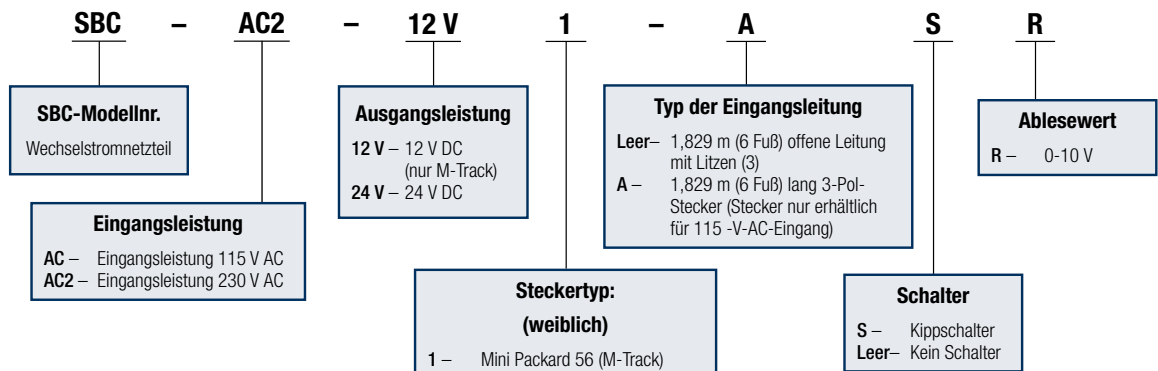 SBC – AC2 – 12 V 1 – A S R
SBC-Modellnr.
Wechselstromnetzteil
Eingangsleistung
AC – Eingangsleistung 115 V AC
AC2 – Eingangsleistung 230 V AC
Ausgangsleistung
12 V – 12 V DC
(nur M-Track)
24 V – 24 V DC
Steckertyp:
(weiblich)
1 – Mini Packard 56 (M-Track)
Typ der Eingangsleitung
Leer– 1,829 m (6 Fuß) offene Leitung
mit Litzen (3)
A – 1,829 m (6 Fuß) lang 3-Pol-
Stecker (Stecker nur erhältlich
für 115 -V-AC-Eingang)
Schalter
S – Kippschalter
Leer– Kein Schalter
Ablesewert
R – 0-10 V